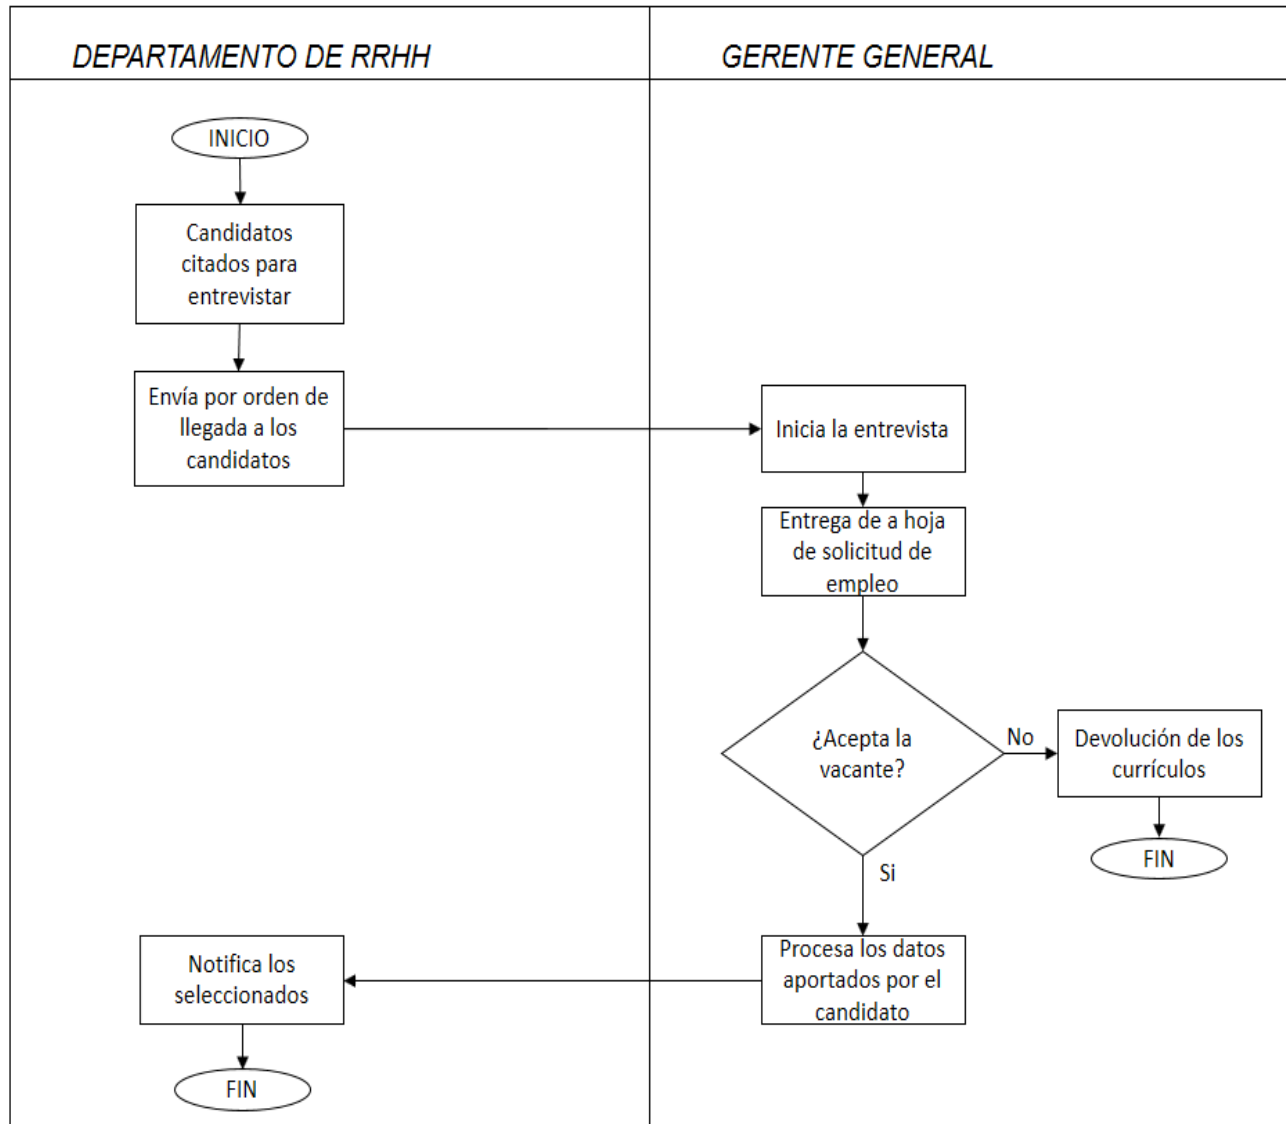 DEPARTAMENTO DE RRHH
GERENTE GENERAL
INICIO
Candidatos
citados para
entrevistar
Envía por orden de
llegada a los
candidatos
Inicia la entrevista
Entrega de a hoja
de solicitud de
empleo
¿Acepta la
vacante?
No
Devolución de los
currículos
FIN
Si
Procesa los datos
aportados por el
candidato
Notifica los
seleccionados
FIN